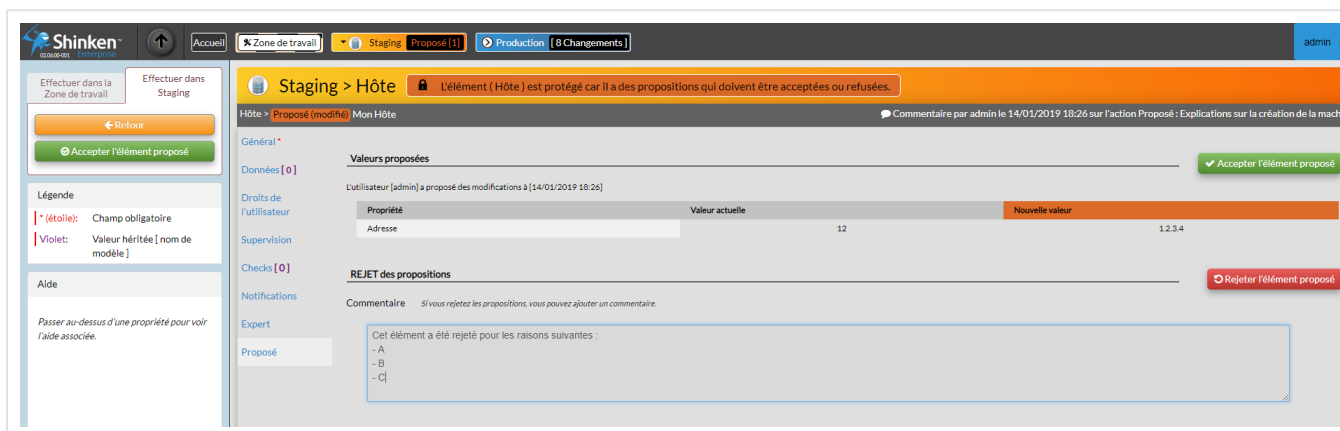 Shinken
02.06.00-001 Enterprise
Accueil
Zone de travail
Staging Proposé [1]
Production [ 8 Changements ]
admin
Effectuer dans la Zone de travail
Effectuer dans Staging
Retour
Accepter l'élément proposé
Légende
* (étoile): Champ obligatoire
Violet: Valeur héritée [ nom de
modèle ]
Aide
Passer au-dessus d'une propriété pour voir
l'aide associée.
Staging > Hôte
L'élément ( Hôte ) est protégé car il a des propositions qui doivent être acceptées ou refusées.
Hôte > Proposé (modifié) Mon Hôte
Commentaire par admin le 14/01/2019 18:26 sur l'action Proposé : Explications sur la création de la mach
Général *
Données [ 0 ]
Droits de
l'utilisateur
Supervision
Checks [ 0 ]
Notifications
Expert
Proposé
Valeurs proposées
Accepter l'élément proposé
L'utilisateur [admin] a proposé des modifications à [14/01/2019 18:26]
Propriété Valeur actuelle Nouvelle valeur
Adresse 12 1.2.3.4
REJET des propositions
Rejeter l'élément proposé
Commentaire Si vous rejetez les propositions, vous pouvez ajouter un commentaire.
Cet élément a été rejeté pour les raisons suivantes :
- A
- B
- C